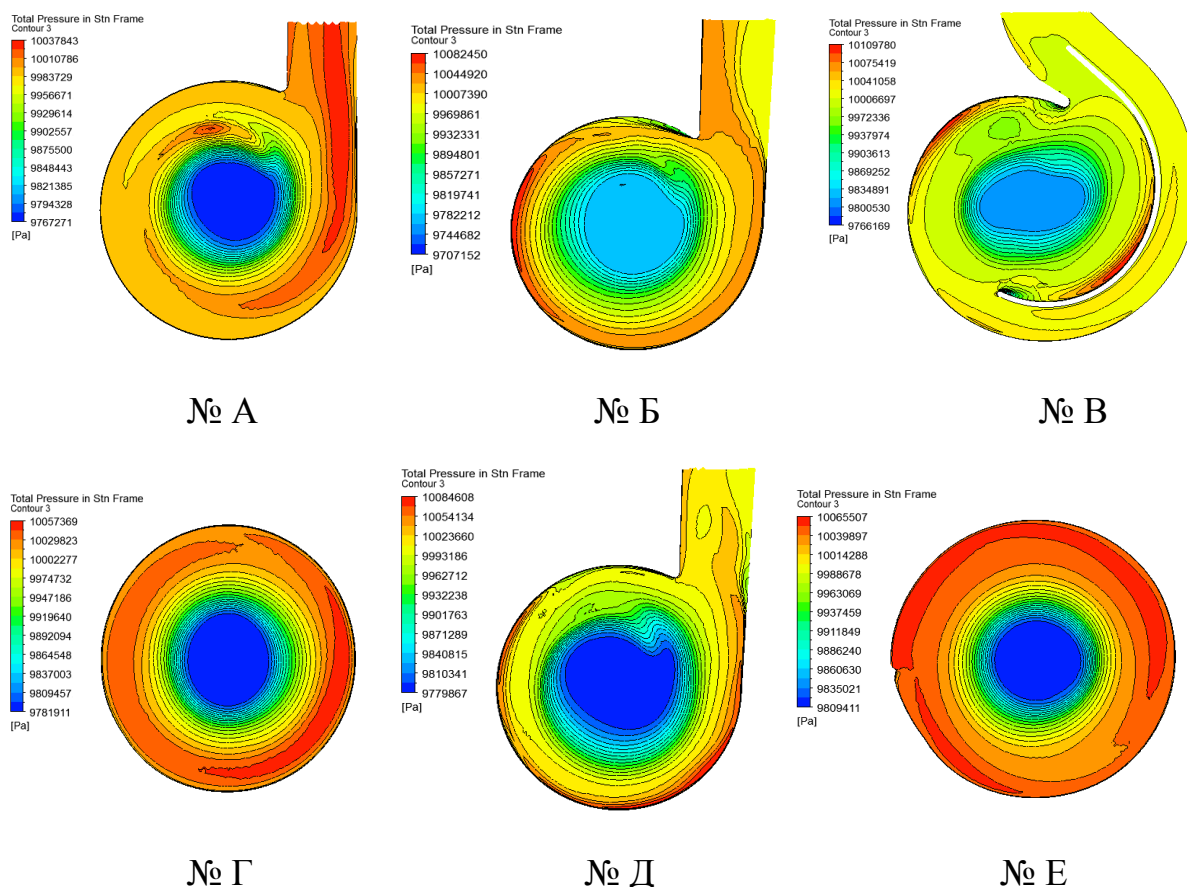 Total Pressure in Stn Frame
Contour 3
10037843
10010786
9983729
9956671
9929614
9902557
9875500
9848443
9821385
9794328
9767271
[Pa]
Total Pressure in Stn Frame
Contour 3
10082450
10044920
10007390
9969861
9932331
9894801
9857271
9819741
9782212
9744682
9707152
[Pa]
Total Pressure in Stn Frame
Contour 3
10109780
10075419
10041058
10006697
9972336
9937974
9903613
9869252
9834891
9800530
9766169
[Pa]
№ А
№ Б
№ В
Total Pressure in Stn Frame
Contour 3
10057369
10029823
10002277
9974732
9947186
9919640
9892094
9864548
9837003
9809457
9781911
[Pa]
Total Pressure in Stn Frame
Contour 3
10084608
10054134
10023660
9993186
9962712
9932238
9901763
9871289
9840815
9810341
9779867
[Pa]
Total Pressure in Stn Frame
Contour 3
10065507
10039897
10014288
9988678
9963069
9937459
9911849
9886240
9860630
9835021
9809411
[Pa]
№ Г
№ Д
№ Е